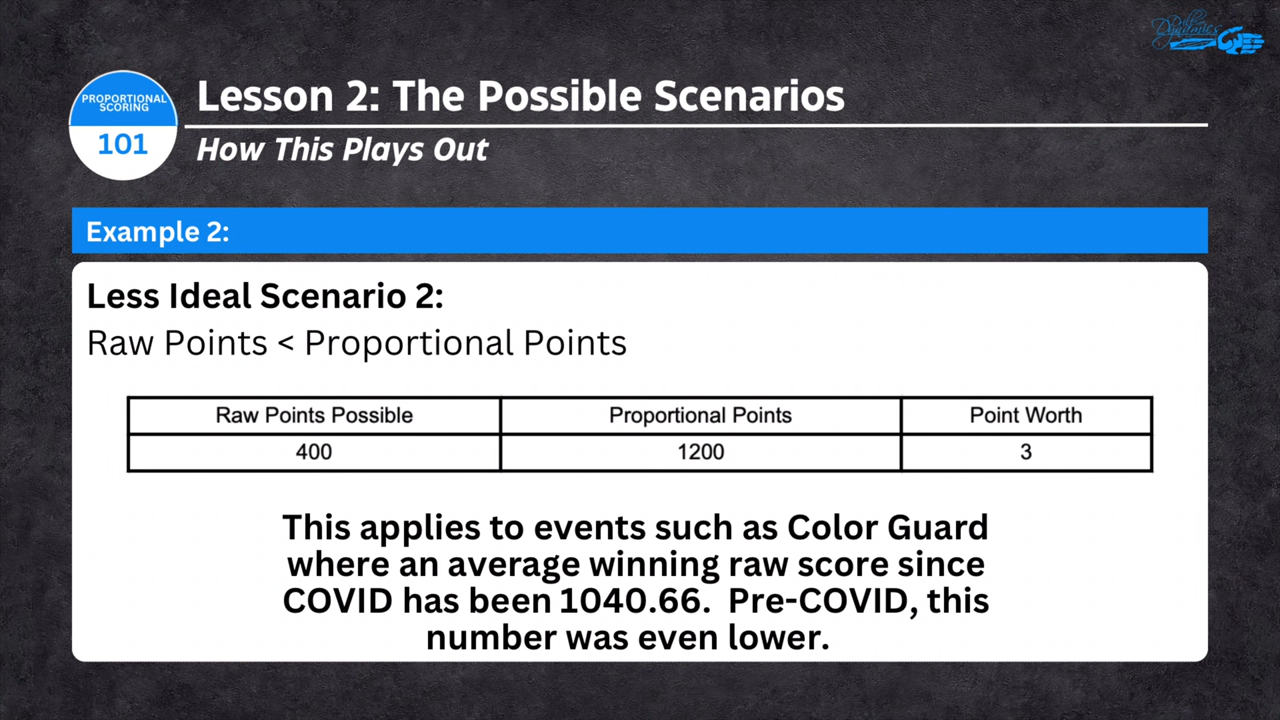 Drill
Dynamics
PROPORTIONAL
SCORING
101
Lesson 2: The Possible Scenarios
How This Plays Out
Example 2:
Less Ideal Scenario 2:
Raw Points < Proportional Points
Raw Points Possible Proportional Points Point Worth
400 1200 3
This applies to events such as Color Guard
where an average winning raw score since
COVID has been 1040.66.  Pre-COVID, this
number was even lower.